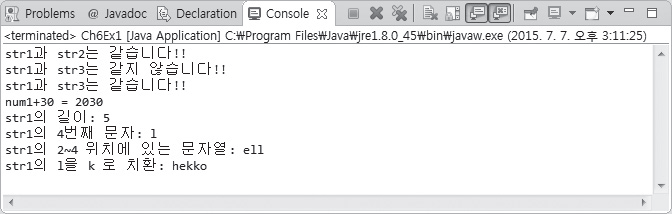 Problems @ Javadoc Declaration Console
<terminated> Ch6Ex1 [Java Application] C:₩Program Files₩Java₩jre1.8.0_45₩bin₩javaw.exe (2015. 7. 7. 오후 3:11:25)
str1과 str2는 같습니다!!
str1과 str3는 같지 않습니다!!
str1과 str3는 같습니다!!
num1+30 = 2030
str1의 길이: 5
str1의 4번째 문자: l
str1의 2~4 위치에 있는 문자열: ell
str1의 l을 k 로 치환: hekko